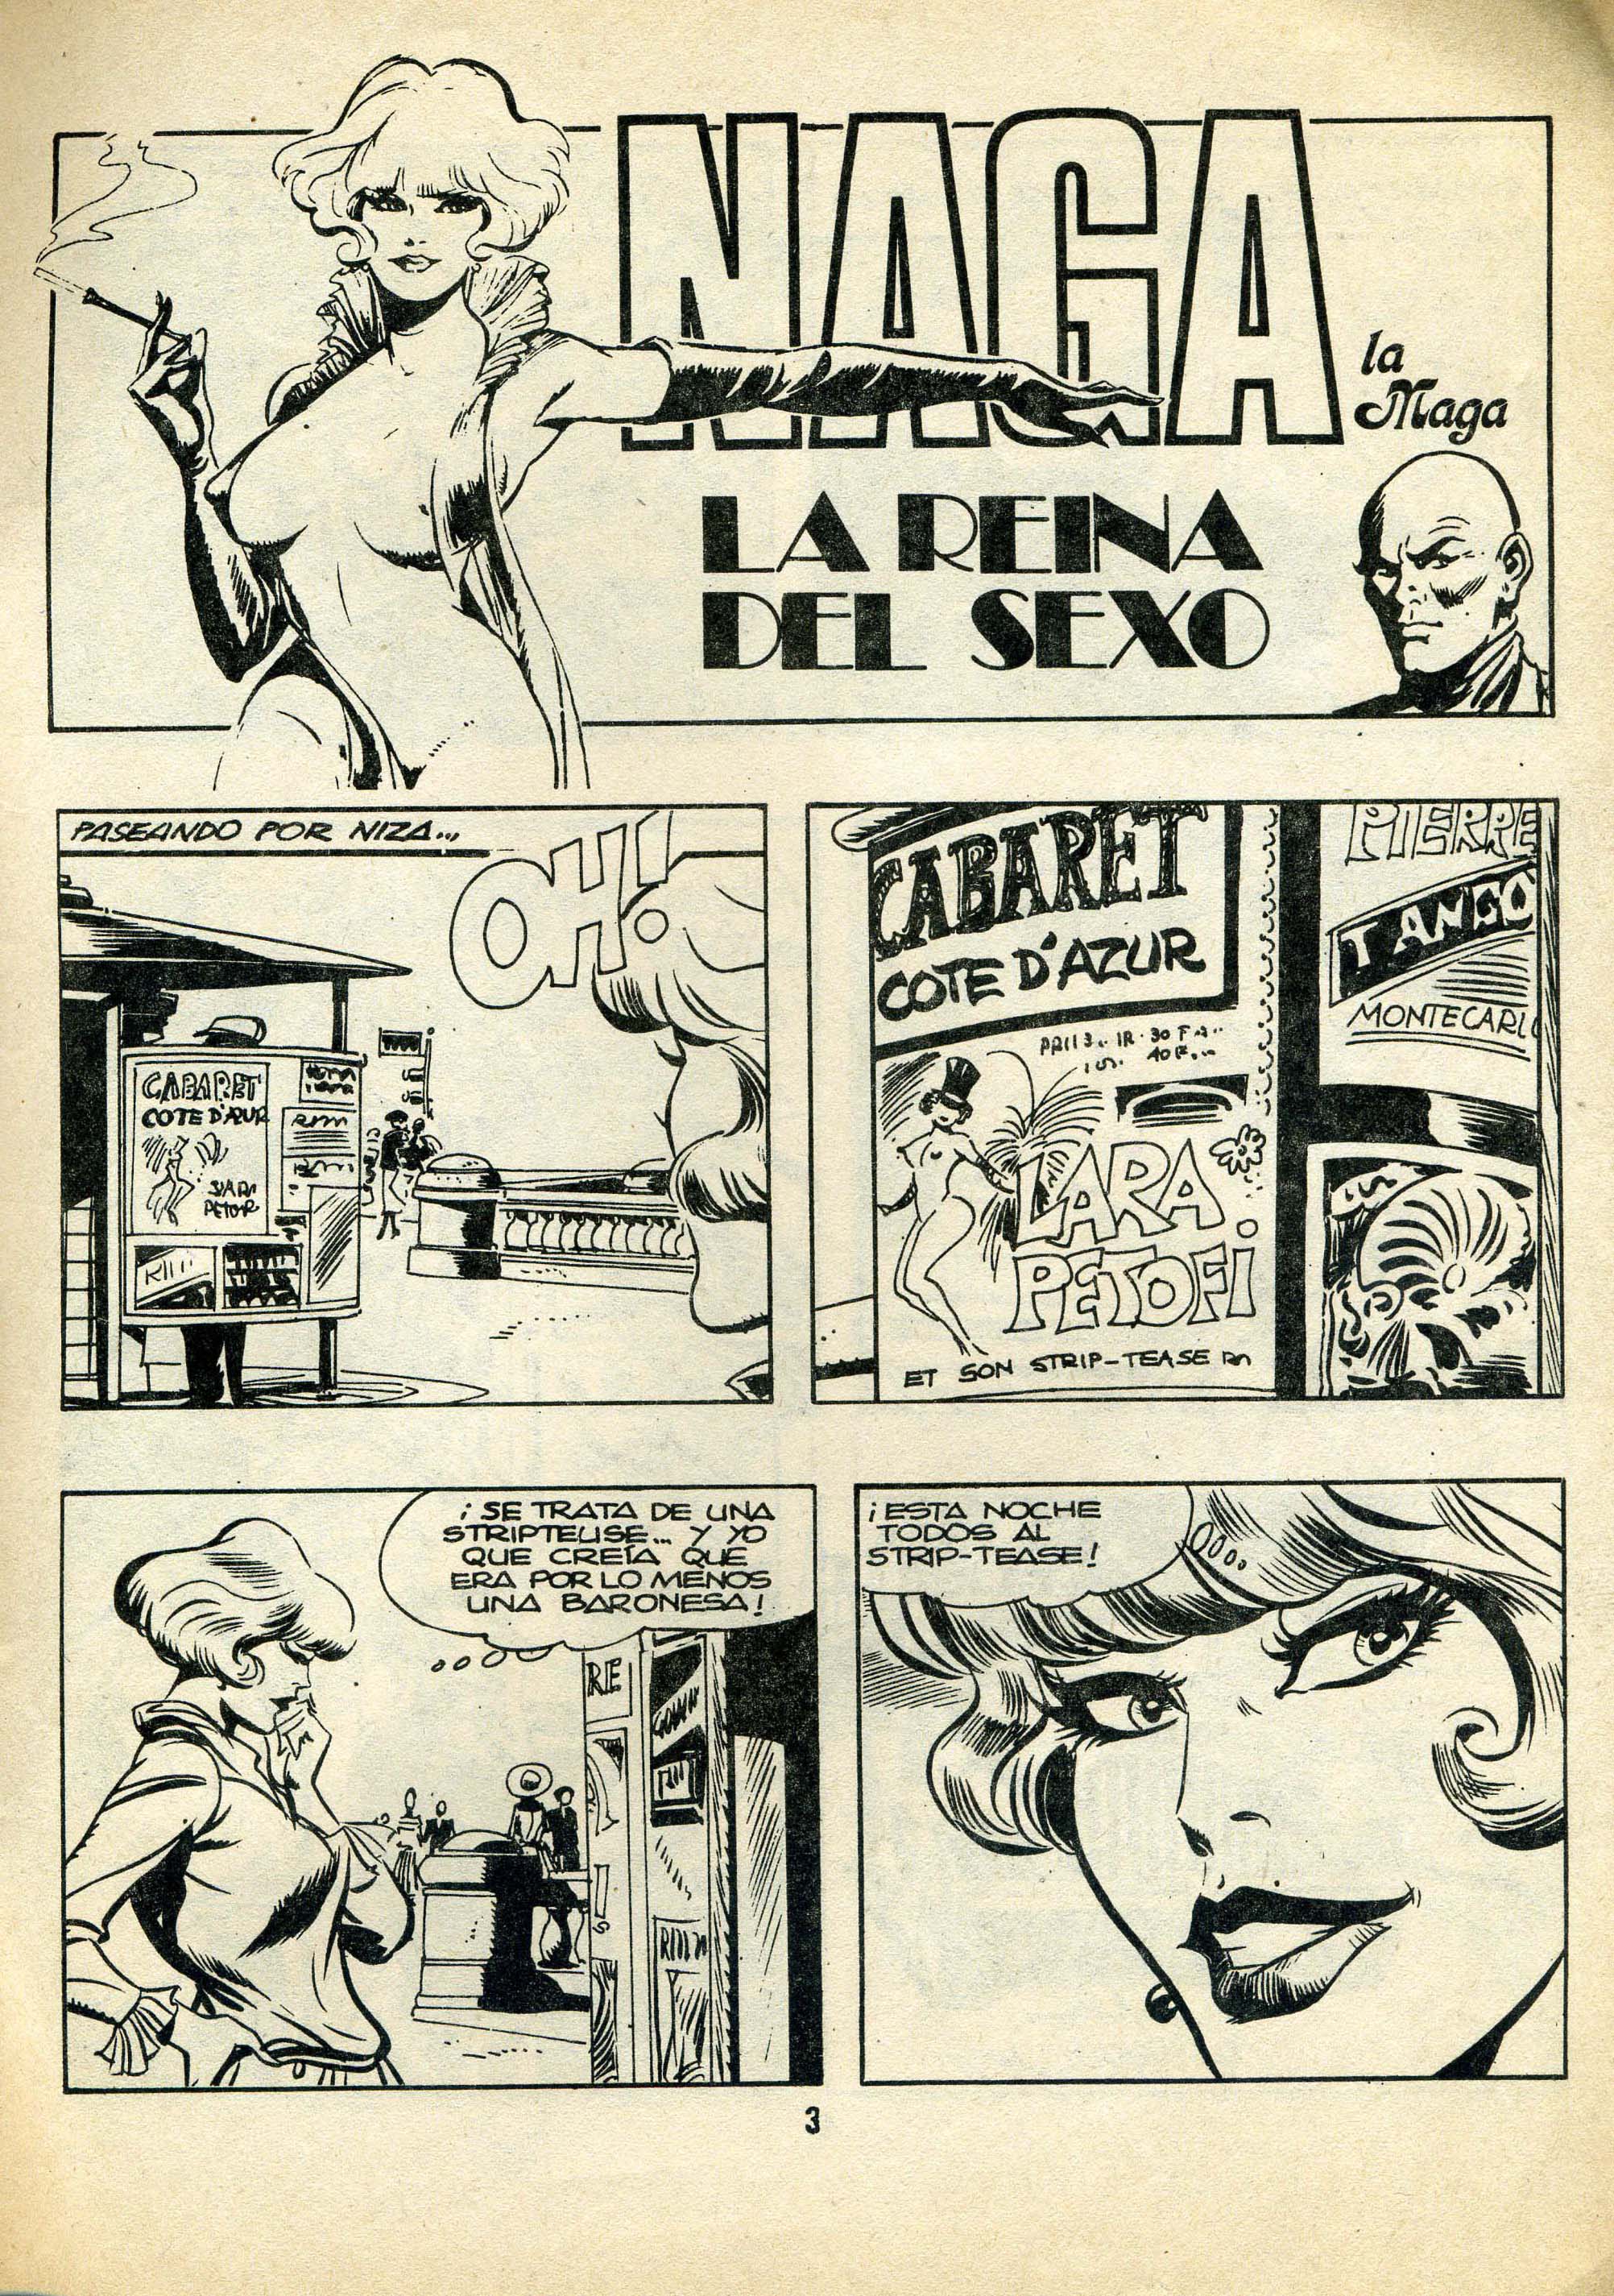 NAGA
la
Maga
LA REINA
DEL SEXO
PASEANDO POR NIZA...
OH!
CABARET
COTE D'AZUR
CABARET
COTE D'AZUR
30 F
LARA
PETOFI
ET SON STRIP-TEASE
PIERRE
TANGO
MONTECARL
¡SE TRATA DE UNA
STRIPTEUSE... Y YO
QUE CREÍA QUE
ERA POR LO MENOS
UNA BARONESA!
RE
¡ESTA NOCHE
TODOS AL
STRIP-TEASE!
3